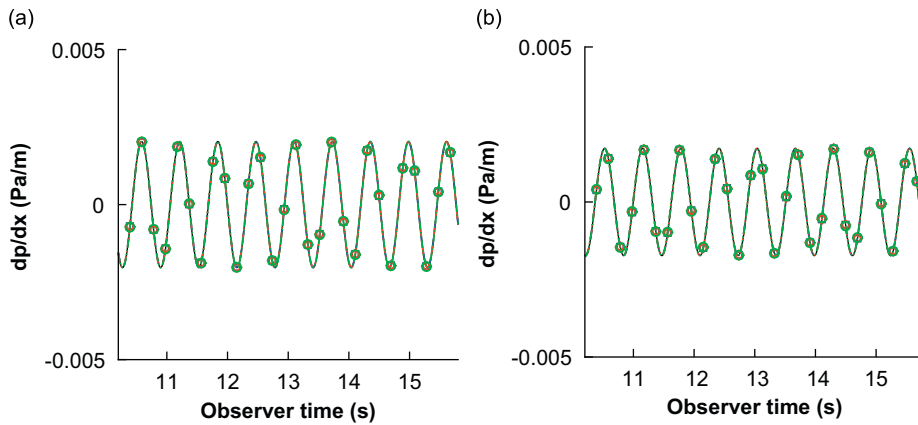 (a)
0.005
0
-0.005
dp/dx (Pa/m)
11 12 13 14 15
Observer time (s)
(b)
0.005
0
-0.005
dp/dx (Pa/m)
11 12 13 14 15
Observer time (s)